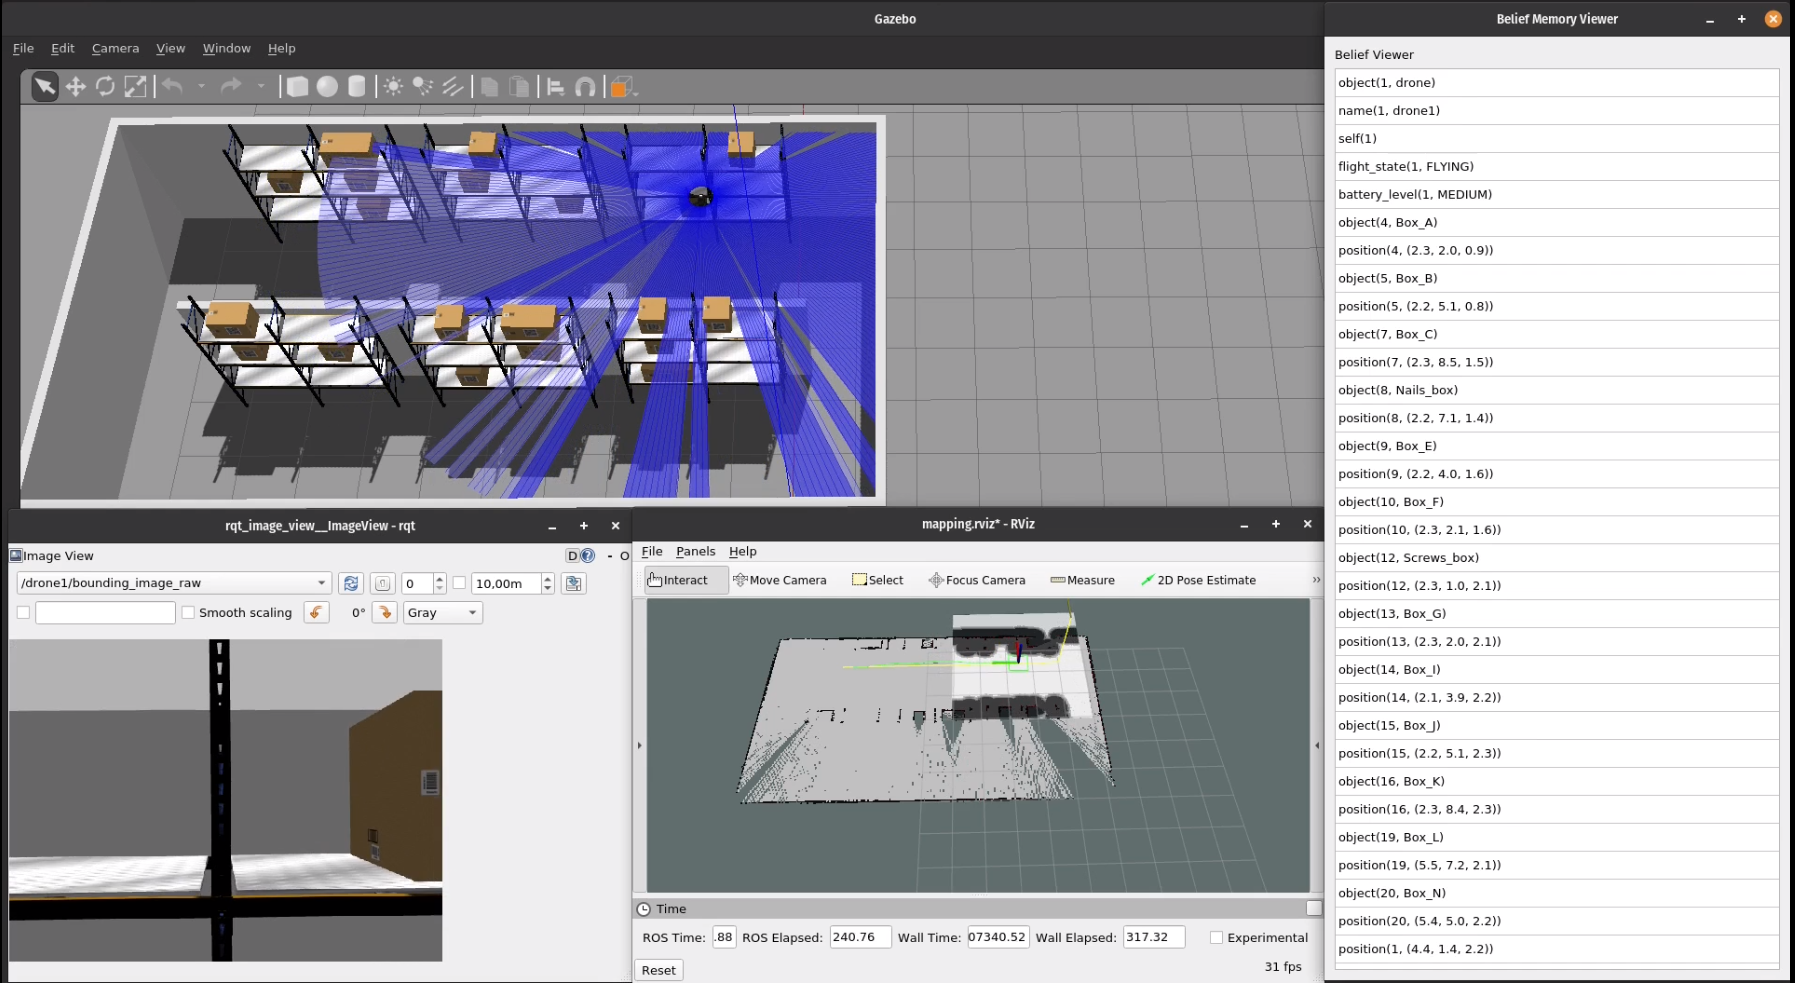 Gazebo
File Edit Camera View Window Help
Belief Memory Viewer
Belief Viewer
object(1, drone)
name(1, drone1)
self(1)
flight_state(1, FLYING)
battery_level(1, MEDIUM)
object(4, Box_A)
position(4, (2.3, 2.0, 0.9))
object(5, Box_B)
position(5, (2.2, 5.1, 0.8))
object(7, Box_C)
position(7, (2.3, 8.5, 1.5))
object(8, Nails_box)
position(8, (2.2, 7.1, 1.4))
object(9, Box_E)
position(9, (2.2, 4.0, 1.6))
object(10, Box_F)
position(10, (2.3, 2.1, 1.6))
object(12, Screws_box)
position(12, (2.3, 1.0, 2.1))
object(13, Box_G)
position(13, (2.3, 2.0, 2.1))
object(14, Box_I)
position(14, (2.1, 3.9, 2.2))
object(15, Box_J)
position(15, (2.2, 5.1, 2.3))
object(16, Box_K)
position(16, (2.3, 8.4, 2.3))
object(19, Box_L)
position(19, (5.5, 7.2, 2.1))
object(20, Box_N)
position(20, (5.4, 5.0, 2.2))
position(1, (4.4, 1.4, 2.2))
rqt_image_view__ImageView - rqt
Image View D - O
/drone1/bounding_image_raw 0 10,00m
Smooth scaling 0° Gray
mapping.rviz* - RViz
File Panels Help
Interact Move Camera Select Focus Camera Measure 2D Pose Estimate »
Time
ROS Time: .88 ROS Elapsed: 240.76 Wall Time: 07340.52 Wall Elapsed: 317.32 Experimental
Reset 31 fps